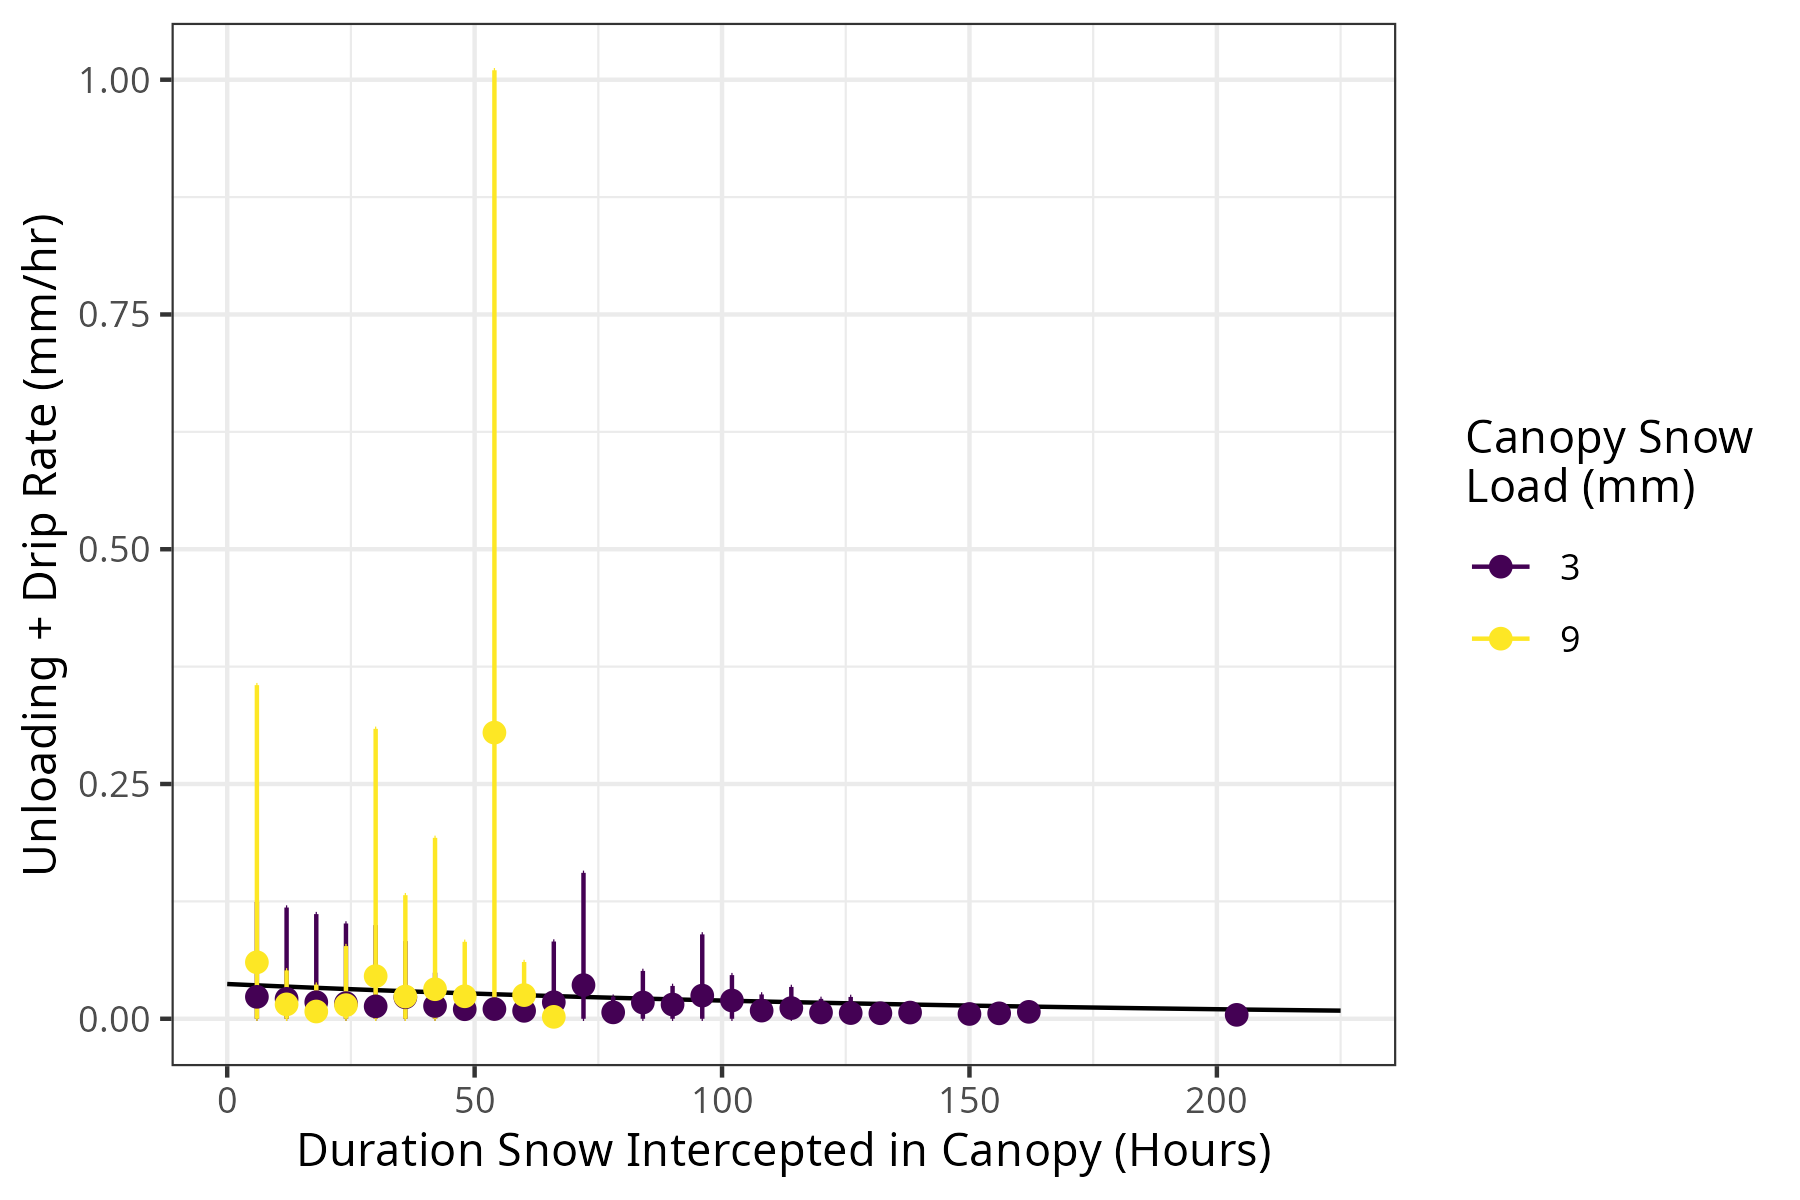 1.00
0.75
0.50
0.25
0.00
Unloading + Drip Rate (mm/hr)
0 50 100 150 200
Duration Snow Intercepted in Canopy (Hours)
Canopy Snow
Load (mm)
3
9